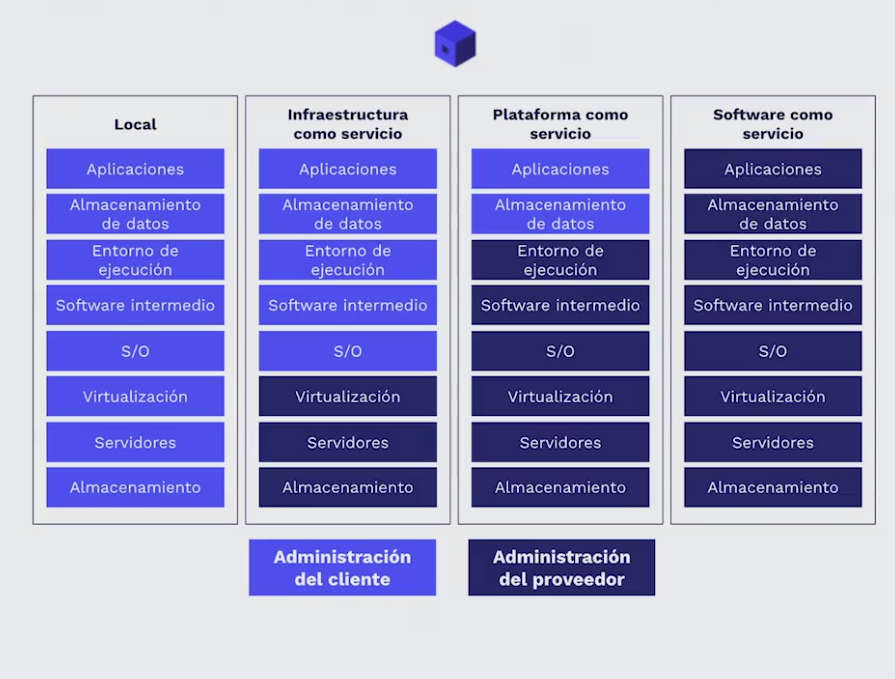 Local
Aplicaciones
Almacenamiento
de datos
Entorno de
ejecución
Software intermedio
S/O
Virtualización
Servidores
Almacenamiento
Infraestructura
como servicio
Aplicaciones
Almacenamiento
de datos
Entorno de
ejecución
Software intermedio
S/O
Virtualización
Servidores
Almacenamiento
Plataforma como
servicio
Aplicaciones
Almacenamiento
de datos
Entorno de
ejecución
Software intermedio
S/O
Virtualización
Servidores
Almacenamiento
Software como
servicio
Aplicaciones
Almacenamiento
de datos
Entorno de
ejecución
Software intermedio
S/O
Virtualización
Servidores
Almacenamiento
Administración
del cliente
Administración
del proveedor